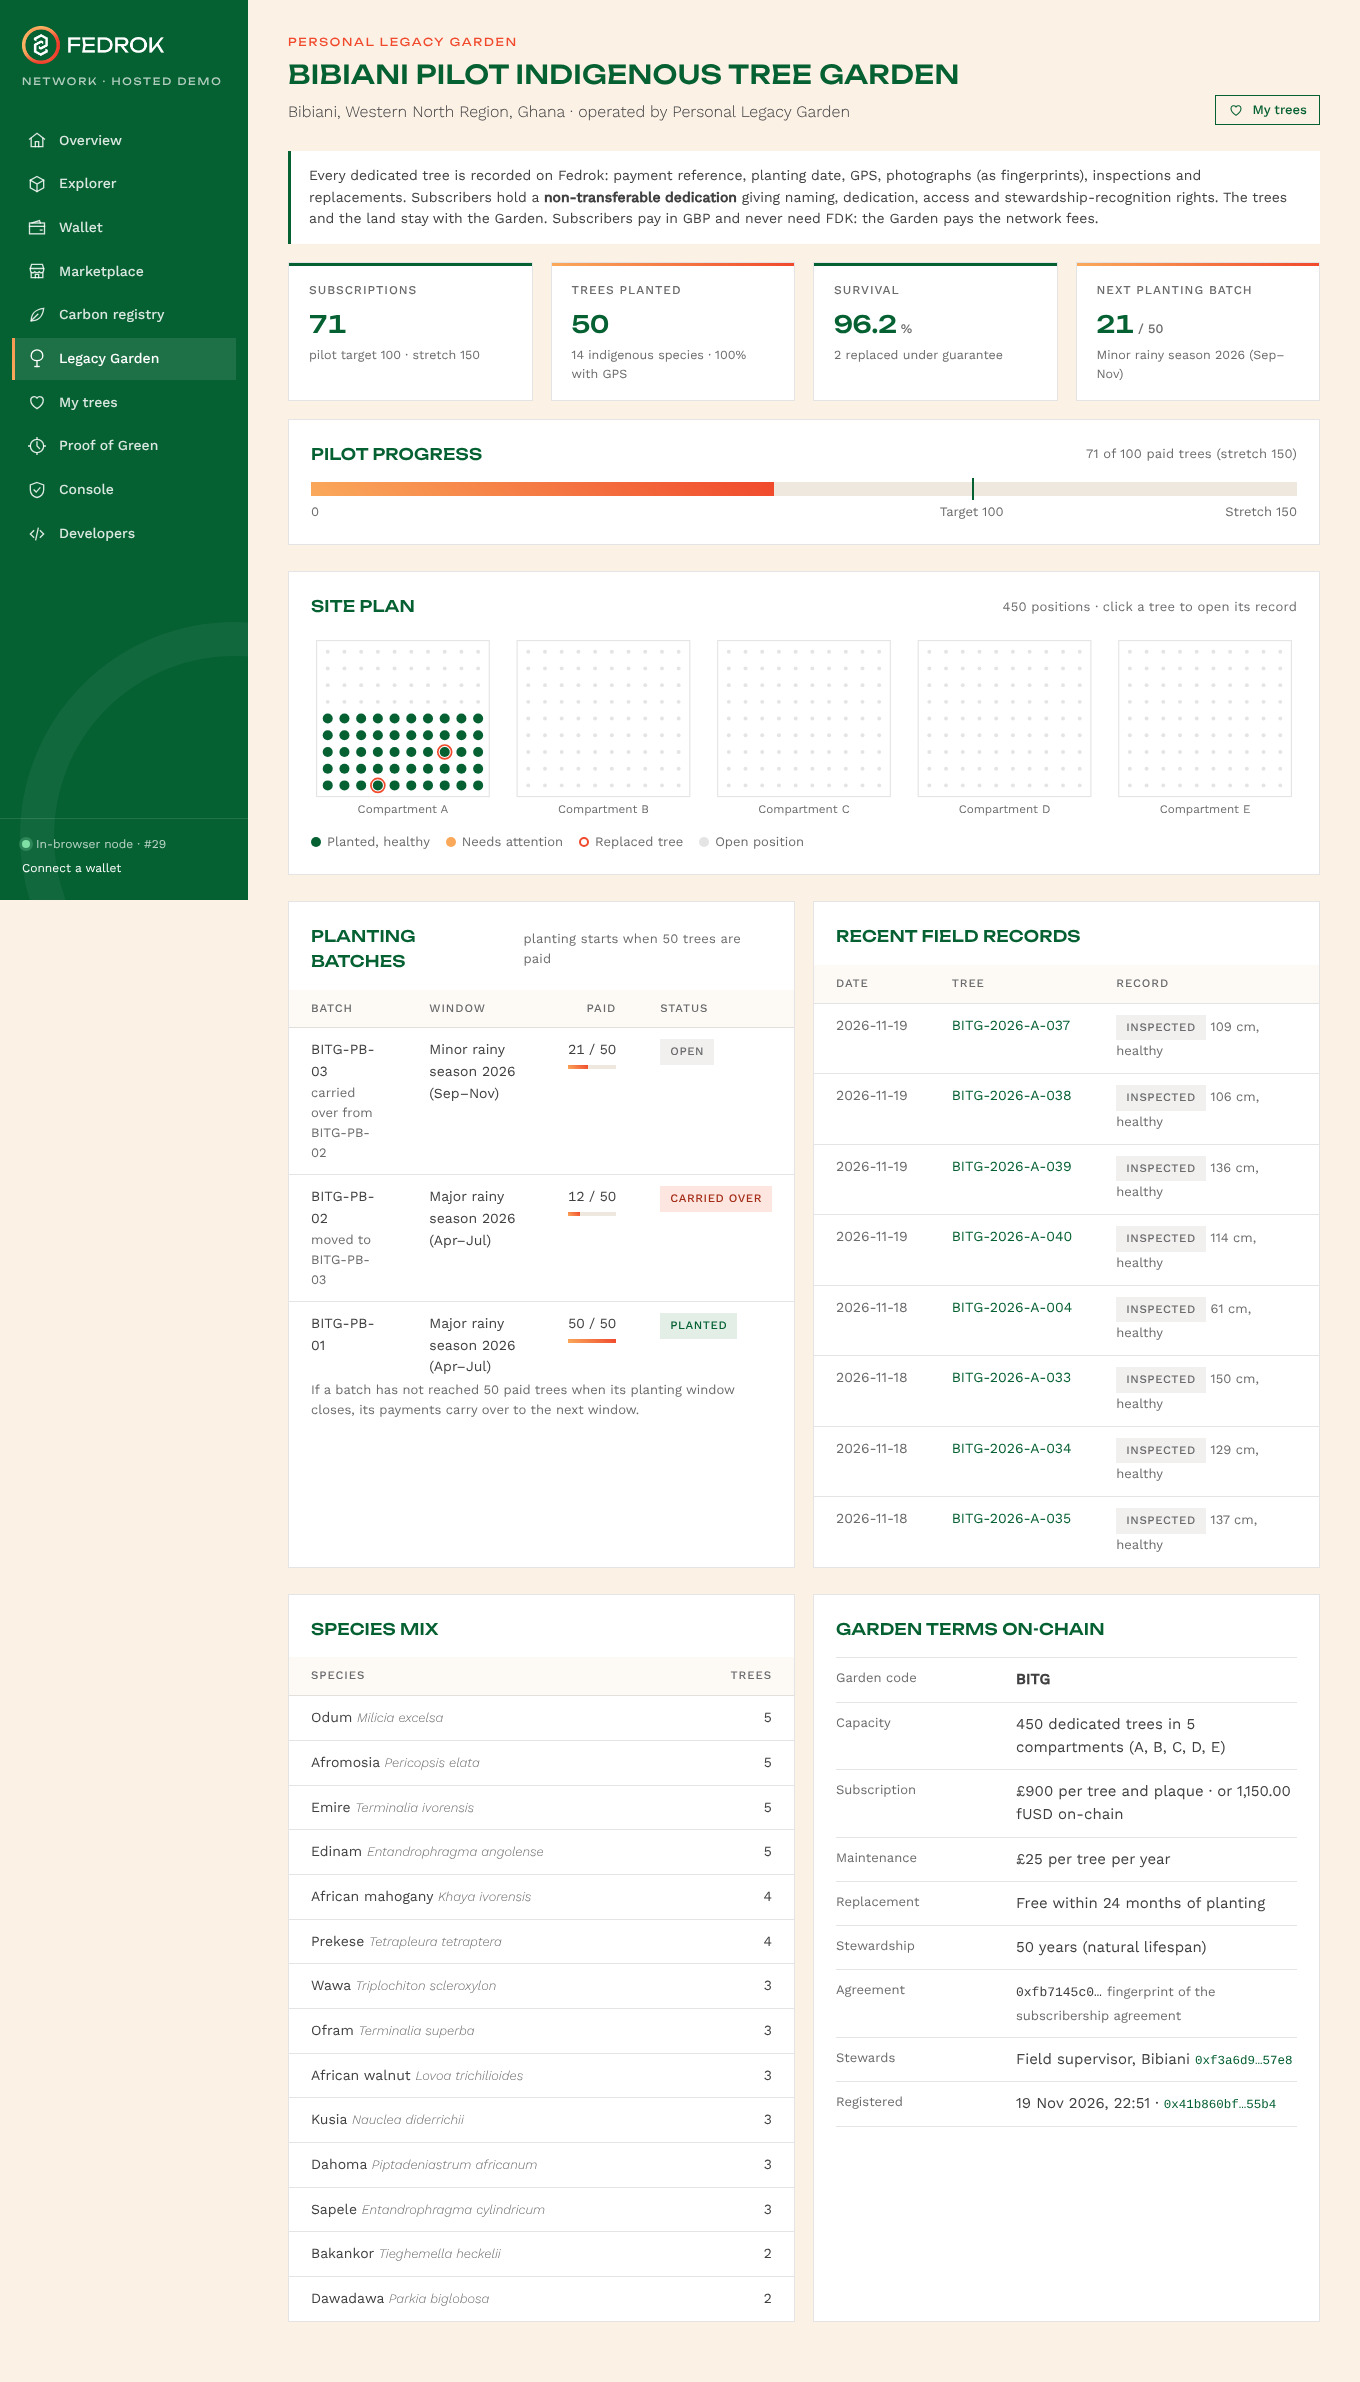 FEDROK
NETWORK · HOSTED DEMO
Overview
Explorer
Wallet
Marketplace
Carbon registry
Legacy Garden
My trees
Proof of Green
Console
Developers
In-browser node · #29
Connect a wallet
PERSONAL LEGACY GARDEN
BIBIANI PILOT INDIGENOUS TREE GARDEN
Bibiani, Western North Region, Ghana · operated by Personal Legacy Garden
My trees
Every dedicated tree is recorded on Fedrok: payment reference, planting date, GPS, photographs (as fingerprints), inspections and
replacements. Subscribers hold a non-transferable dedication giving naming, dedication, access and stewardship-recognition rights. The trees
and the land stay with the Garden. Subscribers pay in GBP and never need FDK: the Garden pays the network fees.
SUBSCRIPTIONS
71
pilot target 100 · stretch 150
TREES PLANTED
50
14 indigenous species · 100%
with GPS
SURVIVAL
96.2 %
2 replaced under guarantee
NEXT PLANTING BATCH
21 / 50
Minor rainy season 2026 (Sep–
Nov)
PILOT PROGRESS
71 of 100 paid trees (stretch 150)
0
Target 100
Stretch 150
SITE PLAN
450 positions · click a tree to open its record
Compartment A
Compartment B
Compartment C
Compartment D
Compartment E
Planted, healthy
Needs attention
Replaced tree
Open position
PLANTING
BATCHES
planting starts when 50 trees are
paid
BATCH WINDOW PAID STATUS
BITG-PB-
03
carried
over from
BITG-PB-
02
Minor rainy
season 2026
(Sep–Nov)
21 / 50
OPEN
BITG-PB-
02
moved to
BITG-PB-
03
Major rainy
season 2026
(Apr–Jul)
12 / 50
CARRIED OVER
BITG-PB-
01
Major rainy
season 2026
(Apr–Jul)
50 / 50
PLANTED
If a batch has not reached 50 paid trees when its planting window
closes, its payments carry over to the next window.
RECENT FIELD RECORDS
DATE TREE RECORD
2026-11-19 BITG-2026-A-037 INSPECTED 109 cm,
healthy
2026-11-19 BITG-2026-A-038 INSPECTED 106 cm,
healthy
2026-11-19 BITG-2026-A-039 INSPECTED 136 cm,
healthy
2026-11-19 BITG-2026-A-040 INSPECTED 114 cm,
healthy
2026-11-18 BITG-2026-A-004 INSPECTED 61 cm,
healthy
2026-11-18 BITG-2026-A-033 INSPECTED 150 cm,
healthy
2026-11-18 BITG-2026-A-034 INSPECTED 129 cm,
healthy
2026-11-18 BITG-2026-A-035 INSPECTED 137 cm,
healthy
SPECIES MIX
SPECIES TREES
Odum Milicia excelsa 5
Afromosia Pericopsis elata 5
Emire Terminalia ivorensis 5
Edinam Entandrophragma angolense 5
African mahogany Khaya ivorensis 4
Prekese Tetrapleura tetraptera 4
Wawa Triplochiton scleroxylon 3
Ofram Terminalia superba 3
African walnut Lovoa trichilioides 3
Kusia Nauclea diderrichii 3
Dahoma Piptadeniastrum africanum 3
Sapele Entandrophragma cylindricum 3
Bakankor Tieghemella heckelii 2
Dawadawa Parkia biglobosa 2
GARDEN TERMS ON-CHAIN
Garden code BITG
Capacity 450 dedicated trees in 5
compartments (A, B, C, D, E)
Subscription £900 per tree and plaque · or 1,150.00
fUSD on-chain
Maintenance £25 per tree per year
Replacement Free within 24 months of planting
Stewardship 50 years (natural lifespan)
Agreement 0xfb7145c0… fingerprint of the
subscribership agreement
Stewards Field supervisor, Bibiani 0xf3a6d9…57e8
Registered 19 Nov 2026, 22:51 · 0x41b860bf…55b4